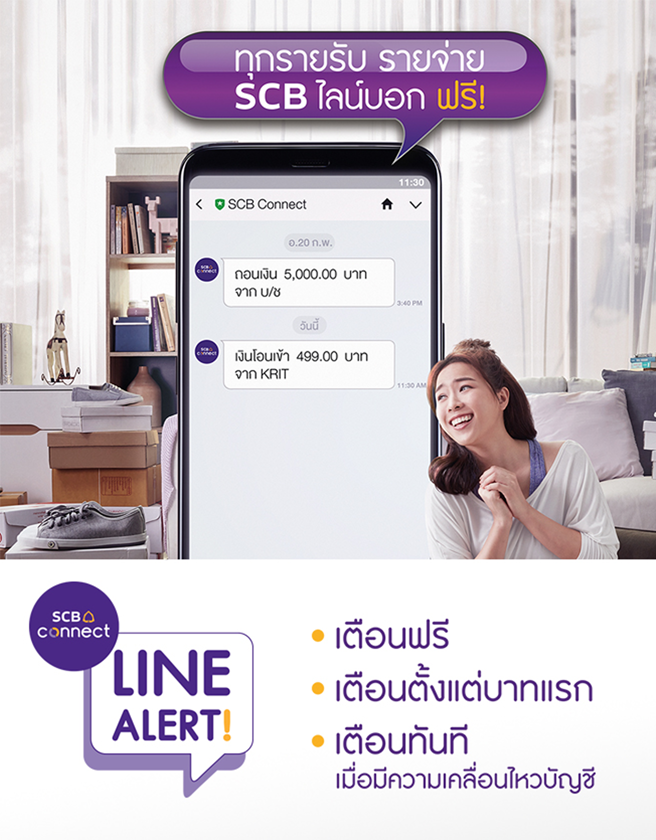 ทุกรายรับ รายจ่าย
SCB ไลน์บอก ฟรี!
11:30
SCB Connect
อ.20 ก.พ.
SCB
connect
ถอนเงิน 5,000.00 บาท
จาก บ/ช
3:40 PM
วันนี้
SCB
connect
เงินโอนเข้า 499.00 บาท
จาก KRIT
11:30 AM
SCB
connect
LINE
ALERT!
• เตือนฟรี
• เตือนตั้งแต่บาทแรก
• เตือนทันที
เมื่อมีความเคลื่อนไหวบัญชี